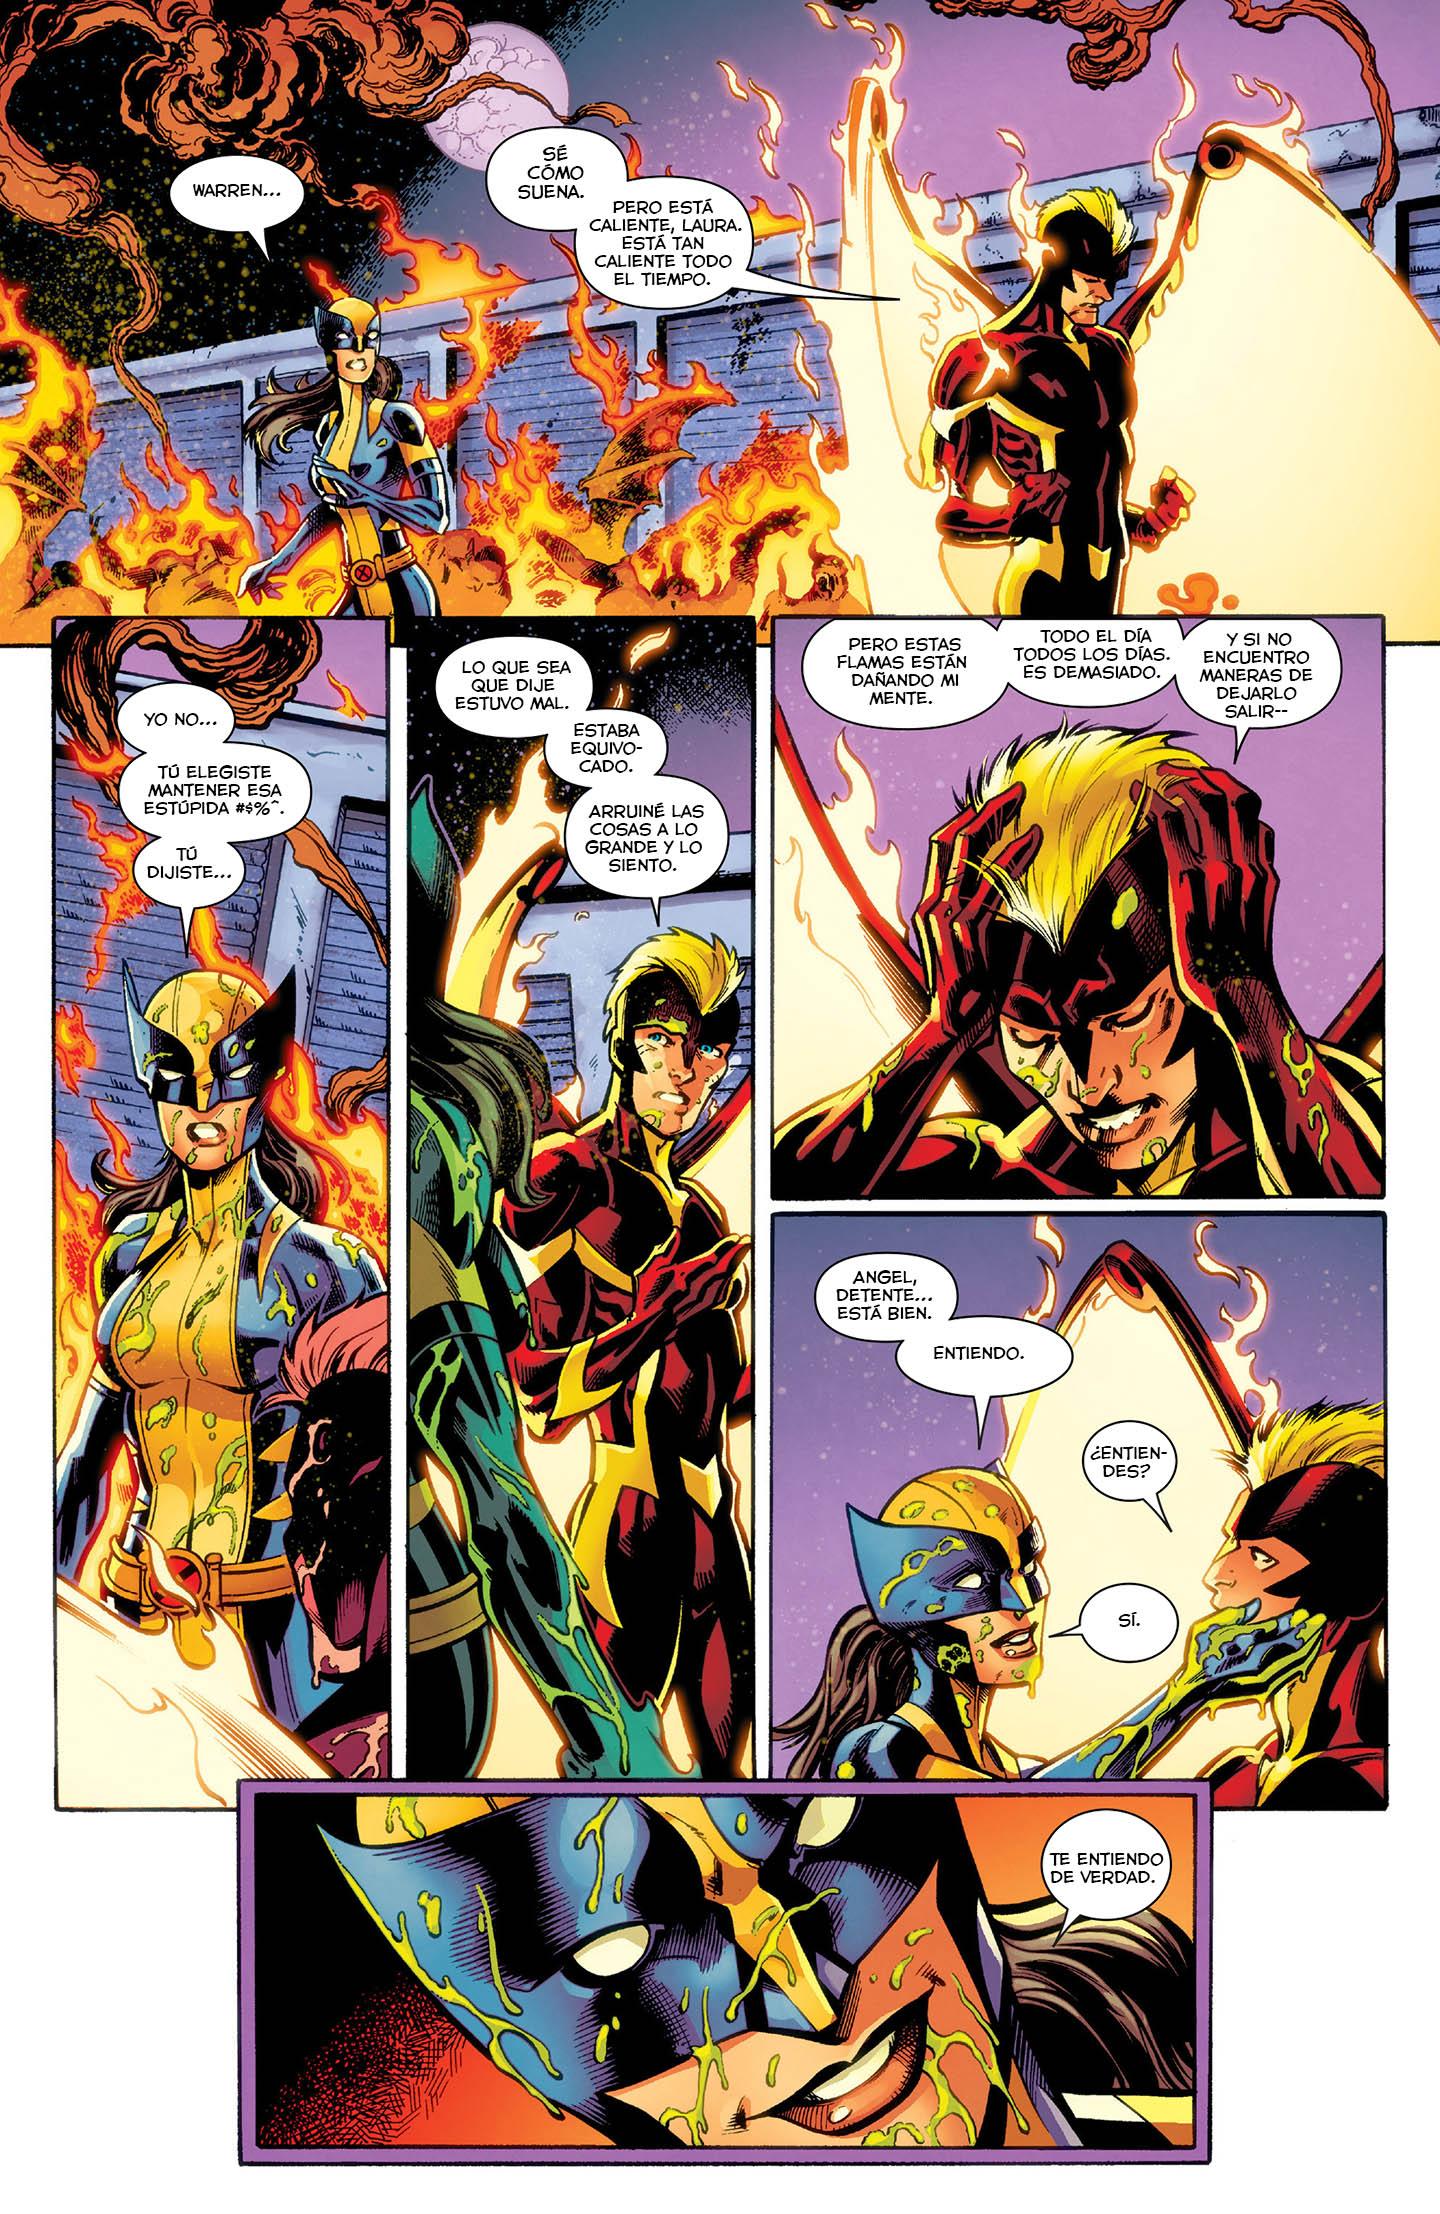 WARREN...
SÉ
CÓMO
SUENA.
PERO ESTÁ
CALIENTE, LAURA.
ESTÁ TAN
CALIENTE TODO
EL TIEMPO.
YO NO...
TÚ ELEGISTE
MANTENER ESA
ESTÚPIDA #$%^.
TÚ
DIJISTE...
LO QUE SEA
QUE DIJE
ESTUVO MAL.
ESTABA
EQUIVO-
CADO.
ARRUINÉ LAS
COSAS A LO
GRANDE Y LO
SIENTO.
PERO ESTAS
FLAMAS ESTÁN
DAÑANDO MI
MENTE.
TODO EL DÍA
TODOS LOS DÍAS.
ES DEMASIADO.
Y SI NO
ENCUENTRO
MANERAS DE
DEJARLO
SALIR--
ANGEL,
DETENTE...
ESTÁ BIEN.
ENTIENDO.
¿ENTIEN-
DES?
SÍ.
TE ENTIENDO
DE VERDAD.